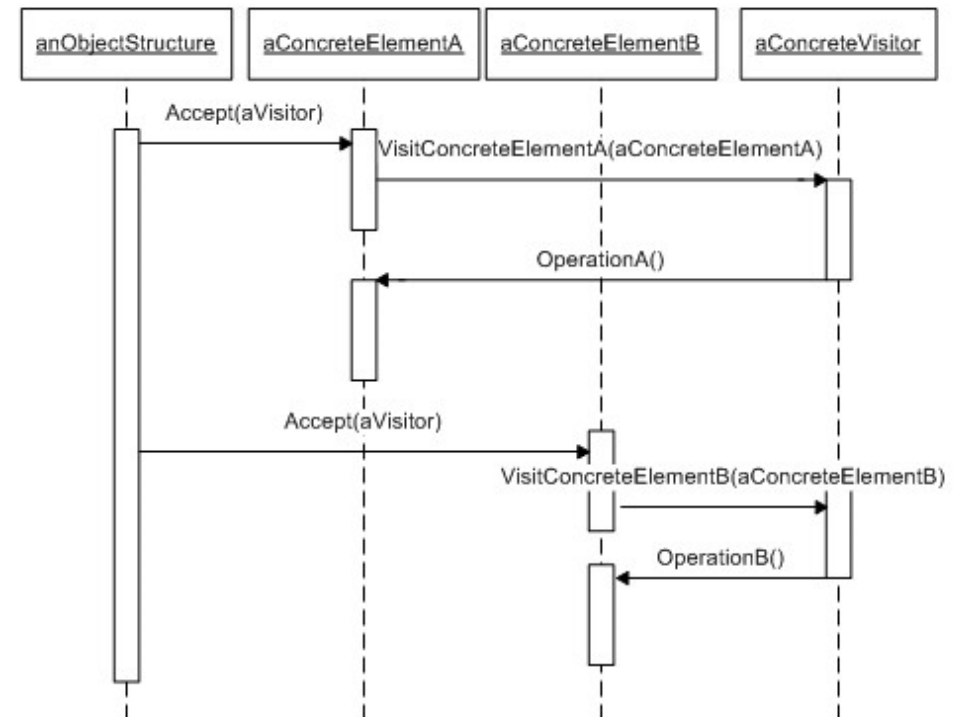 anObjectStructure
aConcreteElementA
aConcreteElementB
aConcreteVisitor
Accept(aVisitor)
VisitConcreteElementA(aConcreteElementA)
OperationA()
Accept(aVisitor)
VisitConcreteElementB(aConcreteElementB)
OperationB()